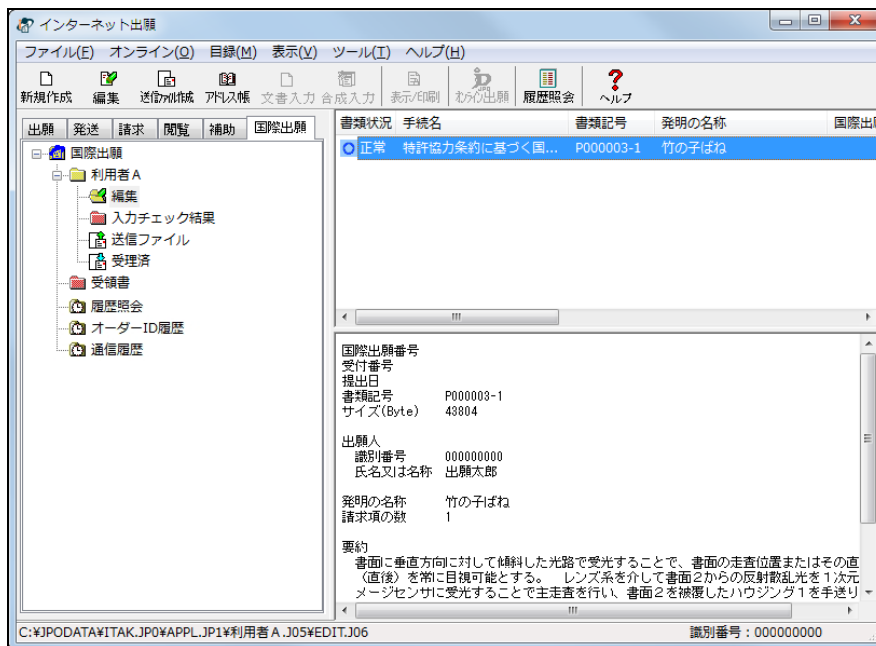 インターネット出願
ファイル(F) オンライン(O) 目録(M) 表示(V) ツール(T) ヘルプ(H)
新規作成 編集 送信ファイル作成 アドレス帳 文書入力 合成入力 表示/印刷 わらく出願 履歴照会 ヘルプ
出願 発送 請求 閲覧 補助 国際出願
国際出願
利用者A
編集
入力チェック結果
送信ファイル
受理済
受領書
履歴照会
オーダーID履歴
通信履歴
書類状況 手続名 書類記号 発明の名称 国際出
正常 特許協力条約に基づく国... P000003-1 竹の子ばね
国際出願番号
受付番号
提出日
書類記号 P000003-1
サイズ(Byte) 43804
出願人
識別番号 000000000
氏名又は名称 出願太郎
発明の名称 竹の子ばね
請求項の数 1
要約
書面に垂直方向に対して傾斜した光路で受光することで、書面の走査位置またはその直
(直後)を常に目視可能とする。 レンズ系を介して書面2からの反射散乱光を1次元
メージセンサに受光することで主走査を行い、書面2を被覆したハウジング1を手送り
C:¥JPODATA¥ITAK.JP0¥APPL.JP1¥利用者A.J05¥EDIT.J06 識別番号:000000000